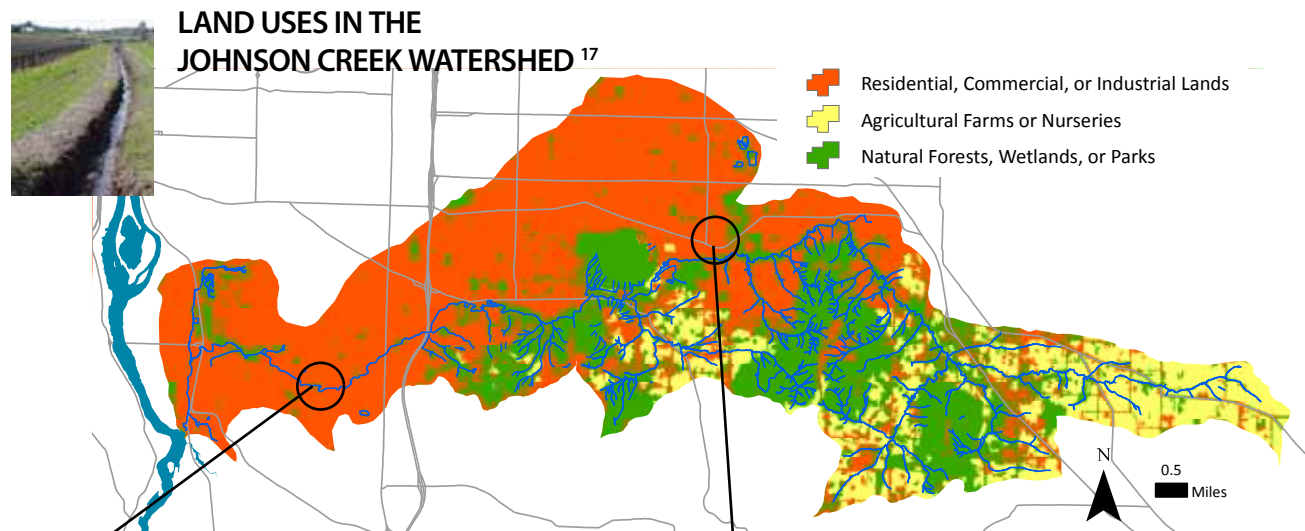 LAND USES IN THE
JOHNSON CREEK WATERSHED 17
Residential, Commercial, or Industrial Lands
Agricultural Farms or Nurseries
Natural Forests, Wetlands, or Parks
N
0.5
Miles